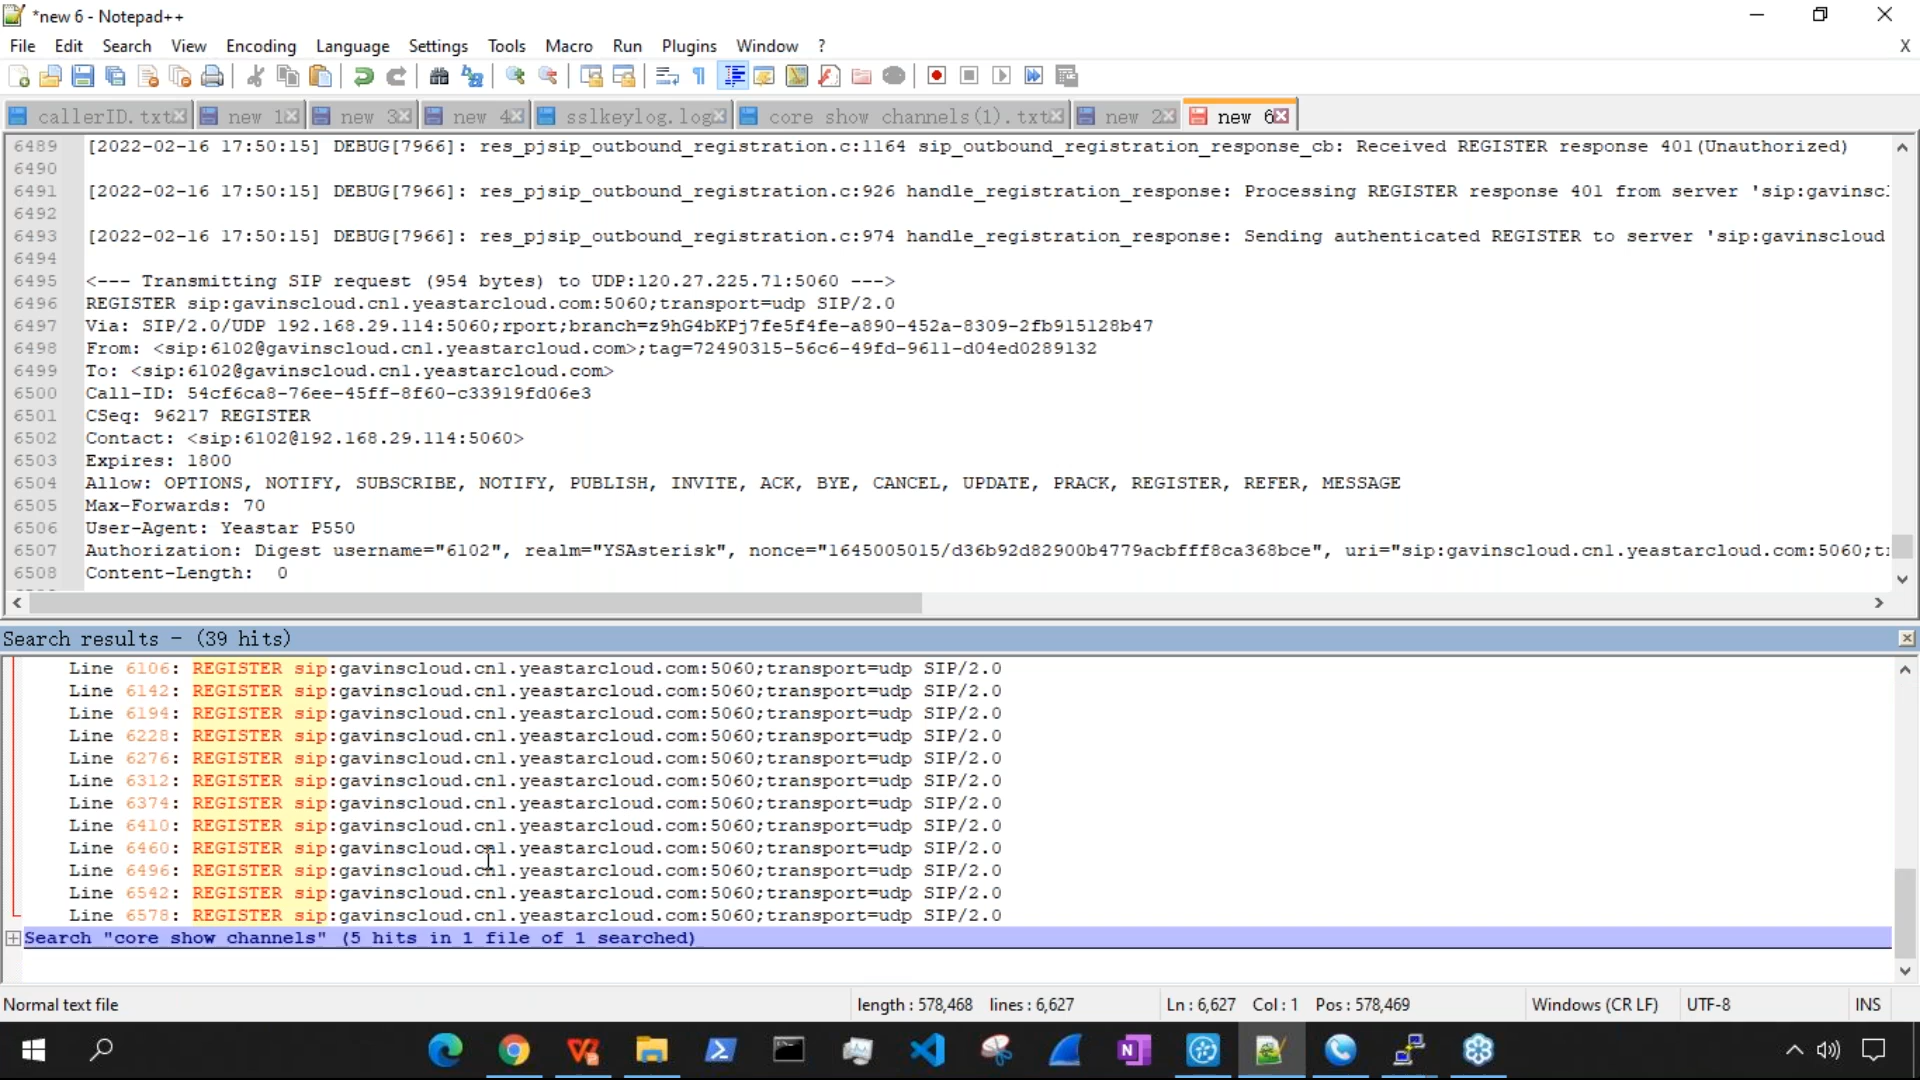 *new 6 - Notepad++
File Edit Search View Encoding Language Settings Tools Macro Run Plugins Window ? X
callerID.txt new 1 new 3 new 4 sslkeylog.log core show channels(1).txt new 2 new 6
6489 [2022-02-16 17:50:15] DEBUG[7966]: res_pjsip_outbound_registration.c:1164 sip_outbound_registration_response_cb: Received REGISTER response 401(Unauthorized)
6490
6491 [2022-02-16 17:50:15] DEBUG[7966]: res_pjsip_outbound_registration.c:926 handle_registration_response: Processing REGISTER response 401 from server 'sip:gavinscl
6492
6493 [2022-02-16 17:50:15] DEBUG[7966]: res_pjsip_outbound_registration.c:974 handle_registration_response: Sending authenticated REGISTER to server 'sip:gavinscloud
6494
6495 <--- Transmitting SIP request (954 bytes) to UDP:120.27.225.71:5060 --->
6496 REGISTER sip:gavinscloud.cn1.yeastarcloud.com:5060;transport=udp SIP/2.0
6497 Via: SIP/2.0/UDP 192.168.29.114:5060;rport;branch=z9hG4bKPj7fe5f4fe-a890-452a-8309-2fb915128b47
6498 From: <sip:6102@gavinscloud.cn1.yeastarcloud.com>;tag=72490315-56c6-49fd-9611-d04ed0289132
6499 To: <sip:6102@gavinscloud.cn1.yeastarcloud.com>
6500 Call-ID: 54cf6ca8-76ee-45ff-8f60-c33919fd06e3
6501 CSeq: 96217 REGISTER
6502 Contact: <sip:6102@192.168.29.114:5060>
6503 Expires: 1800
6504 Allow: OPTIONS, NOTIFY, SUBSCRIBE, NOTIFY, PUBLISH, INVITE, ACK, BYE, CANCEL, UPDATE, PRACK, REGISTER, REFER, MESSAGE
6505 Max-Forwards: 70
6506 User-Agent: Yeastar P550
6507 Authorization: Digest username="6102", realm="YSAsterisk", nonce="1645005015/d36b92d82900b4779acbfff8ca368bce", uri="sip:gavinscloud.cn1.yeastarcloud.com:5060;t
6508 Content-Length:  0
Search results - (39 hits)
Line 6106: REGISTER sip:gavinscloud.cn1.yeastarcloud.com:5060;transport=udp SIP/2.0
Line 6142: REGISTER sip:gavinscloud.cn1.yeastarcloud.com:5060;transport=udp SIP/2.0
Line 6194: REGISTER sip:gavinscloud.cn1.yeastarcloud.com:5060;transport=udp SIP/2.0
Line 6228: REGISTER sip:gavinscloud.cn1.yeastarcloud.com:5060;transport=udp SIP/2.0
Line 6276: REGISTER sip:gavinscloud.cn1.yeastarcloud.com:5060;transport=udp SIP/2.0
Line 6312: REGISTER sip:gavinscloud.cn1.yeastarcloud.com:5060;transport=udp SIP/2.0
Line 6374: REGISTER sip:gavinscloud.cn1.yeastarcloud.com:5060;transport=udp SIP/2.0
Line 6410: REGISTER sip:gavinscloud.cn1.yeastarcloud.com:5060;transport=udp SIP/2.0
Line 6460: REGISTER sip:gavinscloud.cn1.yeastarcloud.com:5060;transport=udp SIP/2.0
Line 6496: REGISTER sip:gavinscloud.cn1.yeastarcloud.com:5060;transport=udp SIP/2.0
Line 6542: REGISTER sip:gavinscloud.cn1.yeastarcloud.com:5060;transport=udp SIP/2.0
Line 6578: REGISTER sip:gavinscloud.cn1.yeastarcloud.com:5060;transport=udp SIP/2.0
Search "core show channels" (5 hits in 1 file of 1 searched)
Normal text file length : 578,468 lines : 6,627 Ln : 6,627 Col : 1 Pos : 578,469 Windows (CR LF) UTF-8 INS